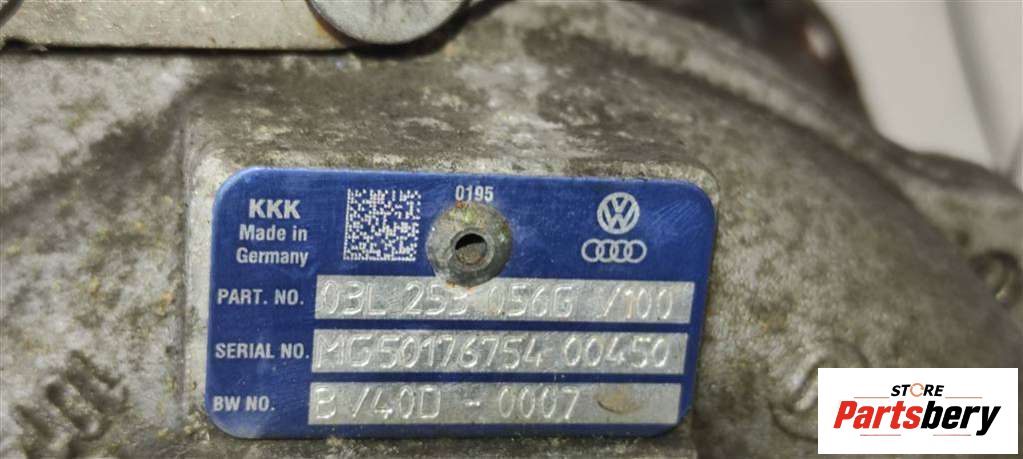 0195
KKK
Made in
Germany
PART. NO. 03L 253 056G /100
SERIAL NO. MG50176754 00450
BW NO. BV40D - 0007
STORE
Partsbery